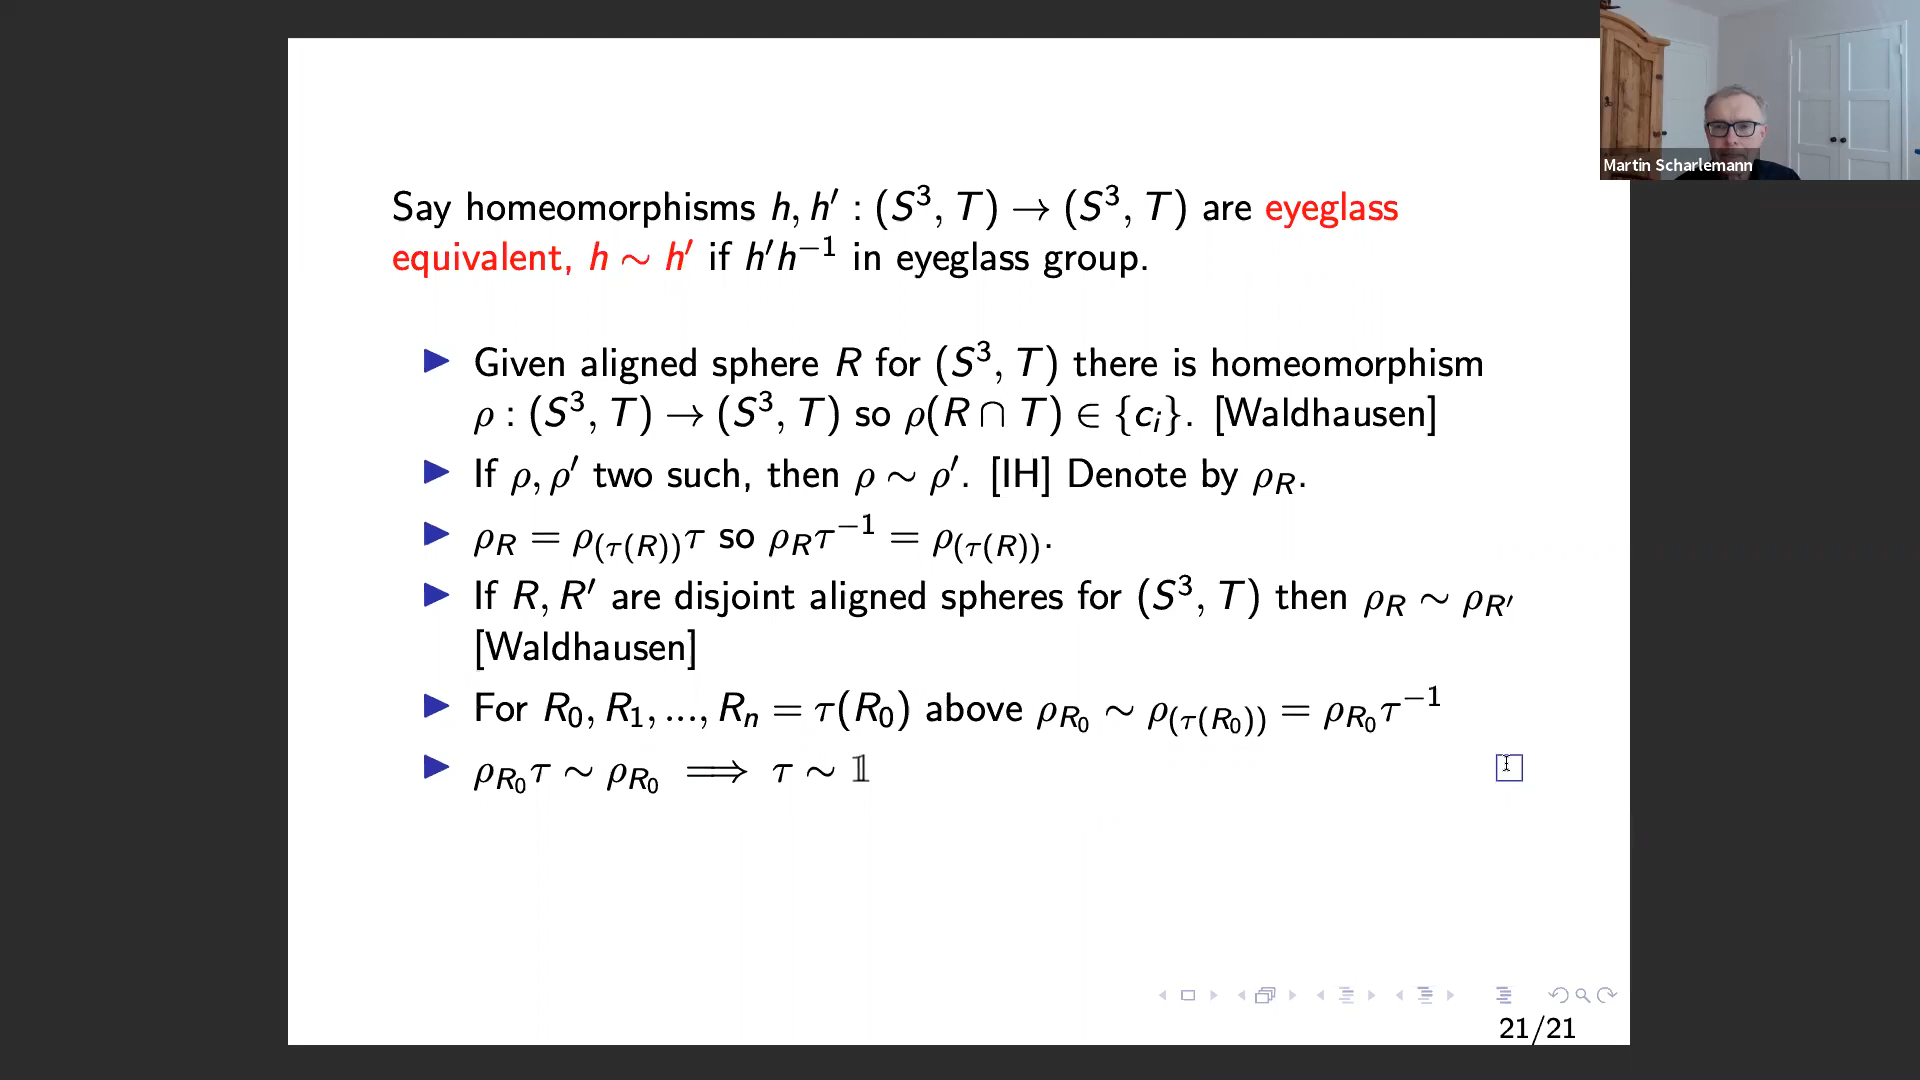 Martin Scharlemann
Say homeomorphisms h, h′ : (S³, T) → (S³, T) are eyeglass
equivalent, h ∼ h′ if h′h⁻¹ in eyeglass group.
▶ Given aligned sphere R for (S³, T) there is homeomorphism
ρ : (S³, T) → (S³, T) so ρ(R ∩ T) ∈ {cᵢ}. [Waldhausen]
▶ If ρ, ρ′ two such, then ρ ∼ ρ′. [IH] Denote by ρ_R.
▶ ρ_R = ρ_(τ(R))τ so ρ_Rτ⁻¹ = ρ_(τ(R)).
▶ If R, R′ are disjoint aligned spheres for (S³, T) then ρ_R ∼ ρ_R′
[Waldhausen]
▶ For R₀, R₁, ..., Rₙ = τ(R₀) above ρ_R₀ ∼ ρ_(τ(R₀)) = ρ_R₀τ⁻¹
▶ ρ_R₀τ ∼ ρ_R₀ ⟹ τ ∼ 𝟙
21/21